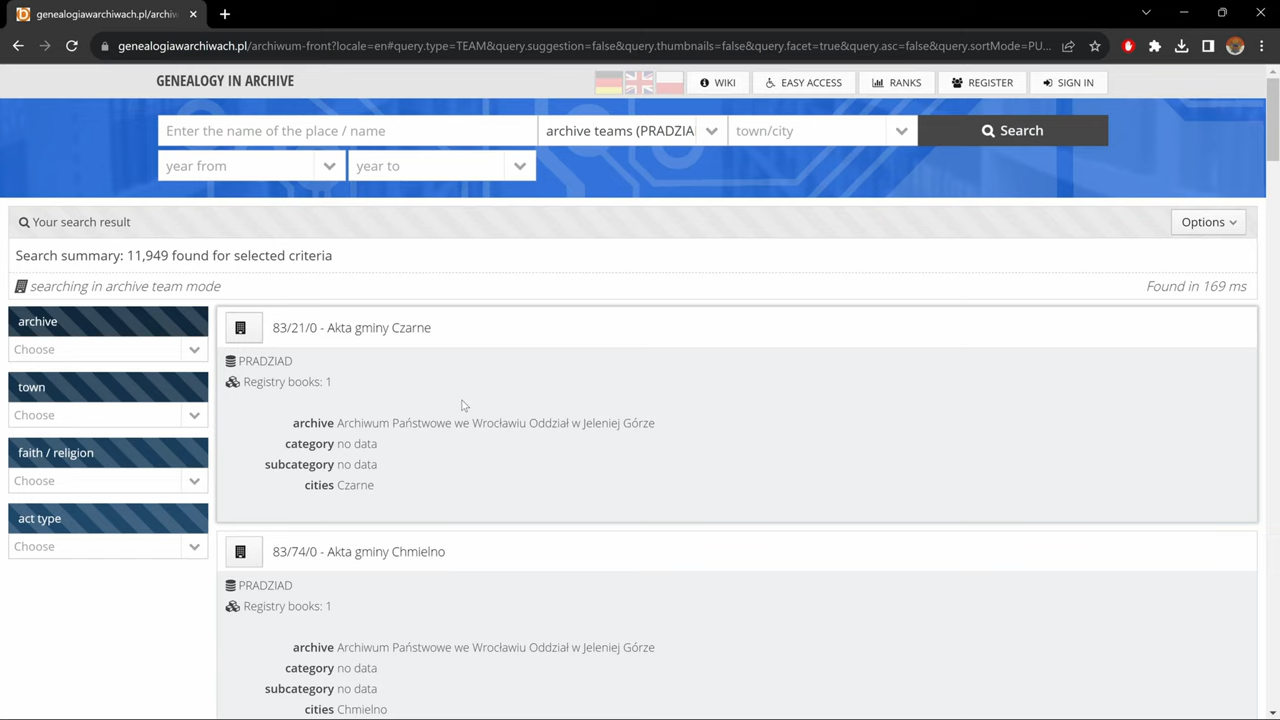 genealogiawarchiwach.pl/archiw
genealogiawarchiwach.pl/archiwum-front?locale=en#query.type=TEAM&query.suggestion=false&query.thumbnails=false&query.facet=true&query.asc=false&query.sortMode=PU...
GENEALOGY IN ARCHIVE WIKI EASY ACCESS RANKS REGISTER SIGN IN
Enter the name of the place / name archive teams (PRADZIA town/city Search
year from year to
Your search result Options
Search summary: 11,949 found for selected criteria
searching in archive team mode Found in 169 ms
archive
Choose
town
Choose
faith / religion
Choose
act type
Choose
83/21/0 - Akta gminy Czarne
PRADZIAD
Registry books: 1
archive Archiwum Państwowe we Wrocławiu Oddział w Jeleniej Górze
category no data
subcategory no data
cities Czarne
83/74/0 - Akta gminy Chmielno
PRADZIAD
Registry books: 1
archive Archiwum Państwowe we Wrocławiu Oddział w Jeleniej Górze
category no data
subcategory no data
cities Chmielno